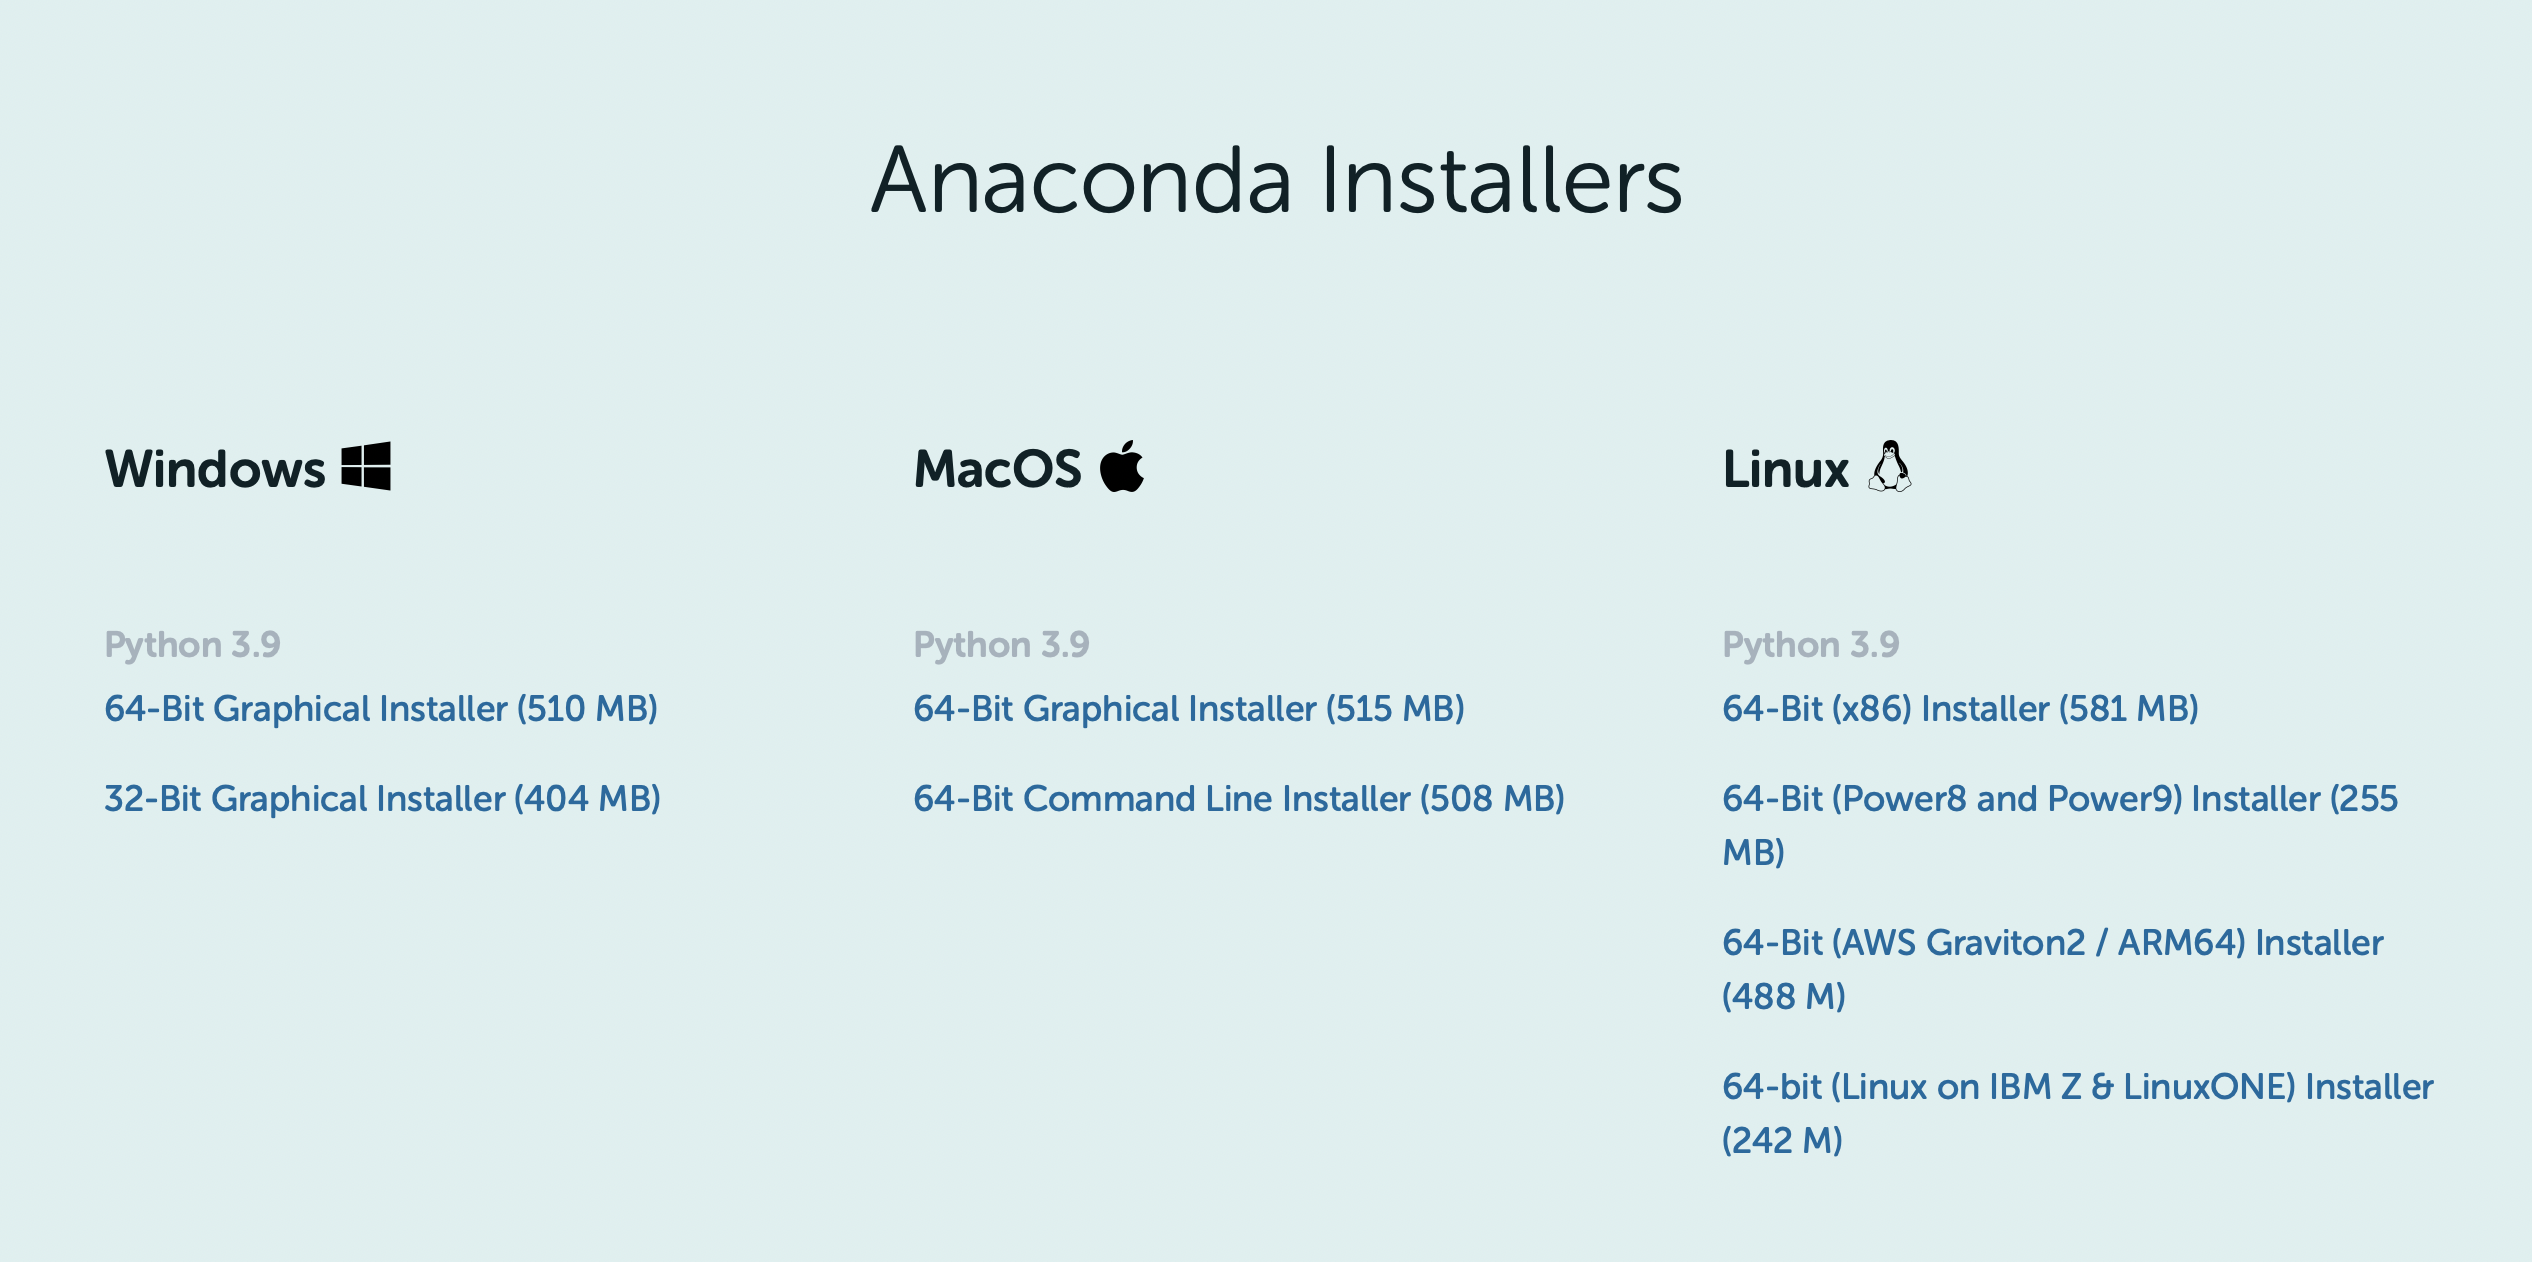 Anaconda Installers
Windows
Python 3.9
64-Bit Graphical Installer (510 MB)
32-Bit Graphical Installer (404 MB)
MacOS
Python 3.9
64-Bit Graphical Installer (515 MB)
64-Bit Command Line Installer (508 MB)
Linux
Python 3.9
64-Bit (x86) Installer (581 MB)
64-Bit (Power8 and Power9) Installer (255
MB)
64-Bit (AWS Graviton2 / ARM64) Installer
(488 M)
64-bit (Linux on IBM Z & LinuxONE) Installer
(242 M)